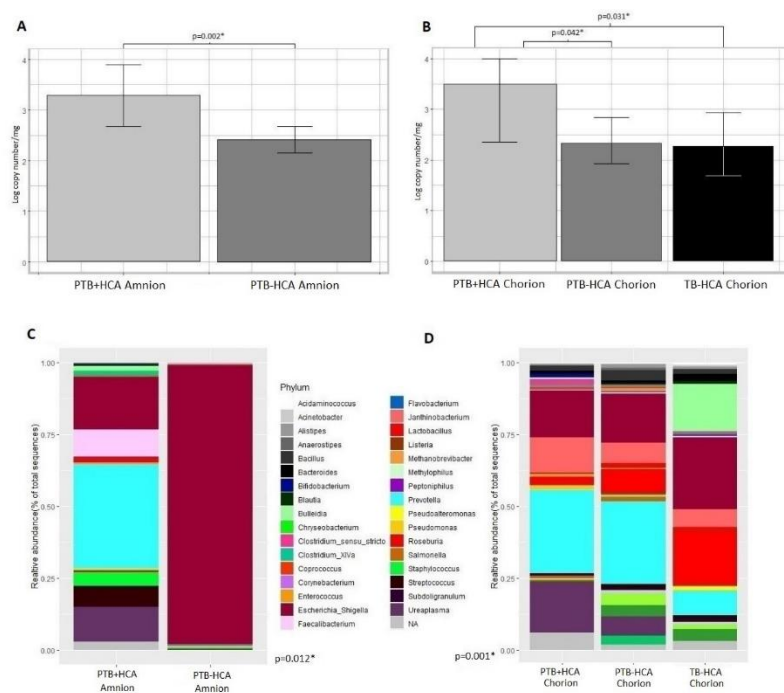 A
p=0.002*
Log copy number/mg
4
3
2
1
0
PTB+HCA Amnion
PTB-HCA Amnion
B
p=0.031*
p=0.042*
Log copy number/mg
4
3
2
1
0
PTB+HCA Chorion
PTB-HCA Chorion
TB-HCA Chorion
C
Realtive abundance(% of total sequences)
1.00
0.75
0.50
0.25
0.00
PTB+HCA
Amnion
PTB-HCA
Amnion
p=0.012*
Phylum
Acidaminococcus
Acinetobacter
Alistipes
Anaerostipes
Bacillus
Bacteroides
Bifidobacterium
Blautia
Bulleidia
Chryseobacterium
Clostridium_sensu_stricto
Clostridium_XIVa
Coprococcus
Corynebacterium
Enterococcus
Escherichia_Shigella
Faecalibacterium
Flavobacterium
Janthinobacterium
Lactobacillus
Listeria
Methanobrevibacter
Methylophilus
Peptoniphilus
Prevotella
Pseudoalteromonas
Pseudomonas
Roseburia
Salmonella
Staphylococcus
Streptococcus
Subdoligranulum
Ureaplasma
NA
D
Realtive abundance(% of total sequences)
1.00
0.75
0.50
0.25
0.00
p=0.001*
PTB+HCA
Chorion
PTB-HCA
Chorion
TB-HCA
Chorion